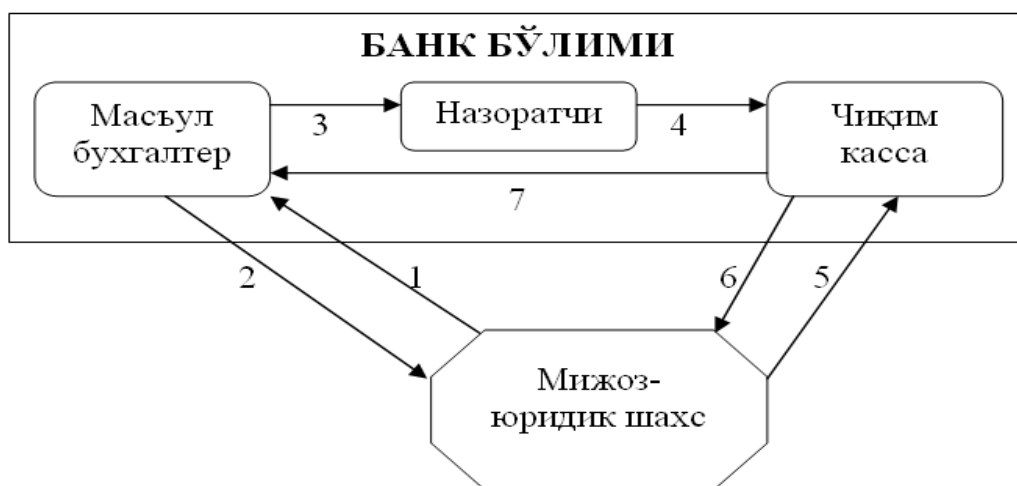 БАНК БЎЛИМИ
Масъул
бухгалтер
3
Назоратчи
4
Чиқим
касса
7
2
1
6
5
Мижоз-
юридик шахс